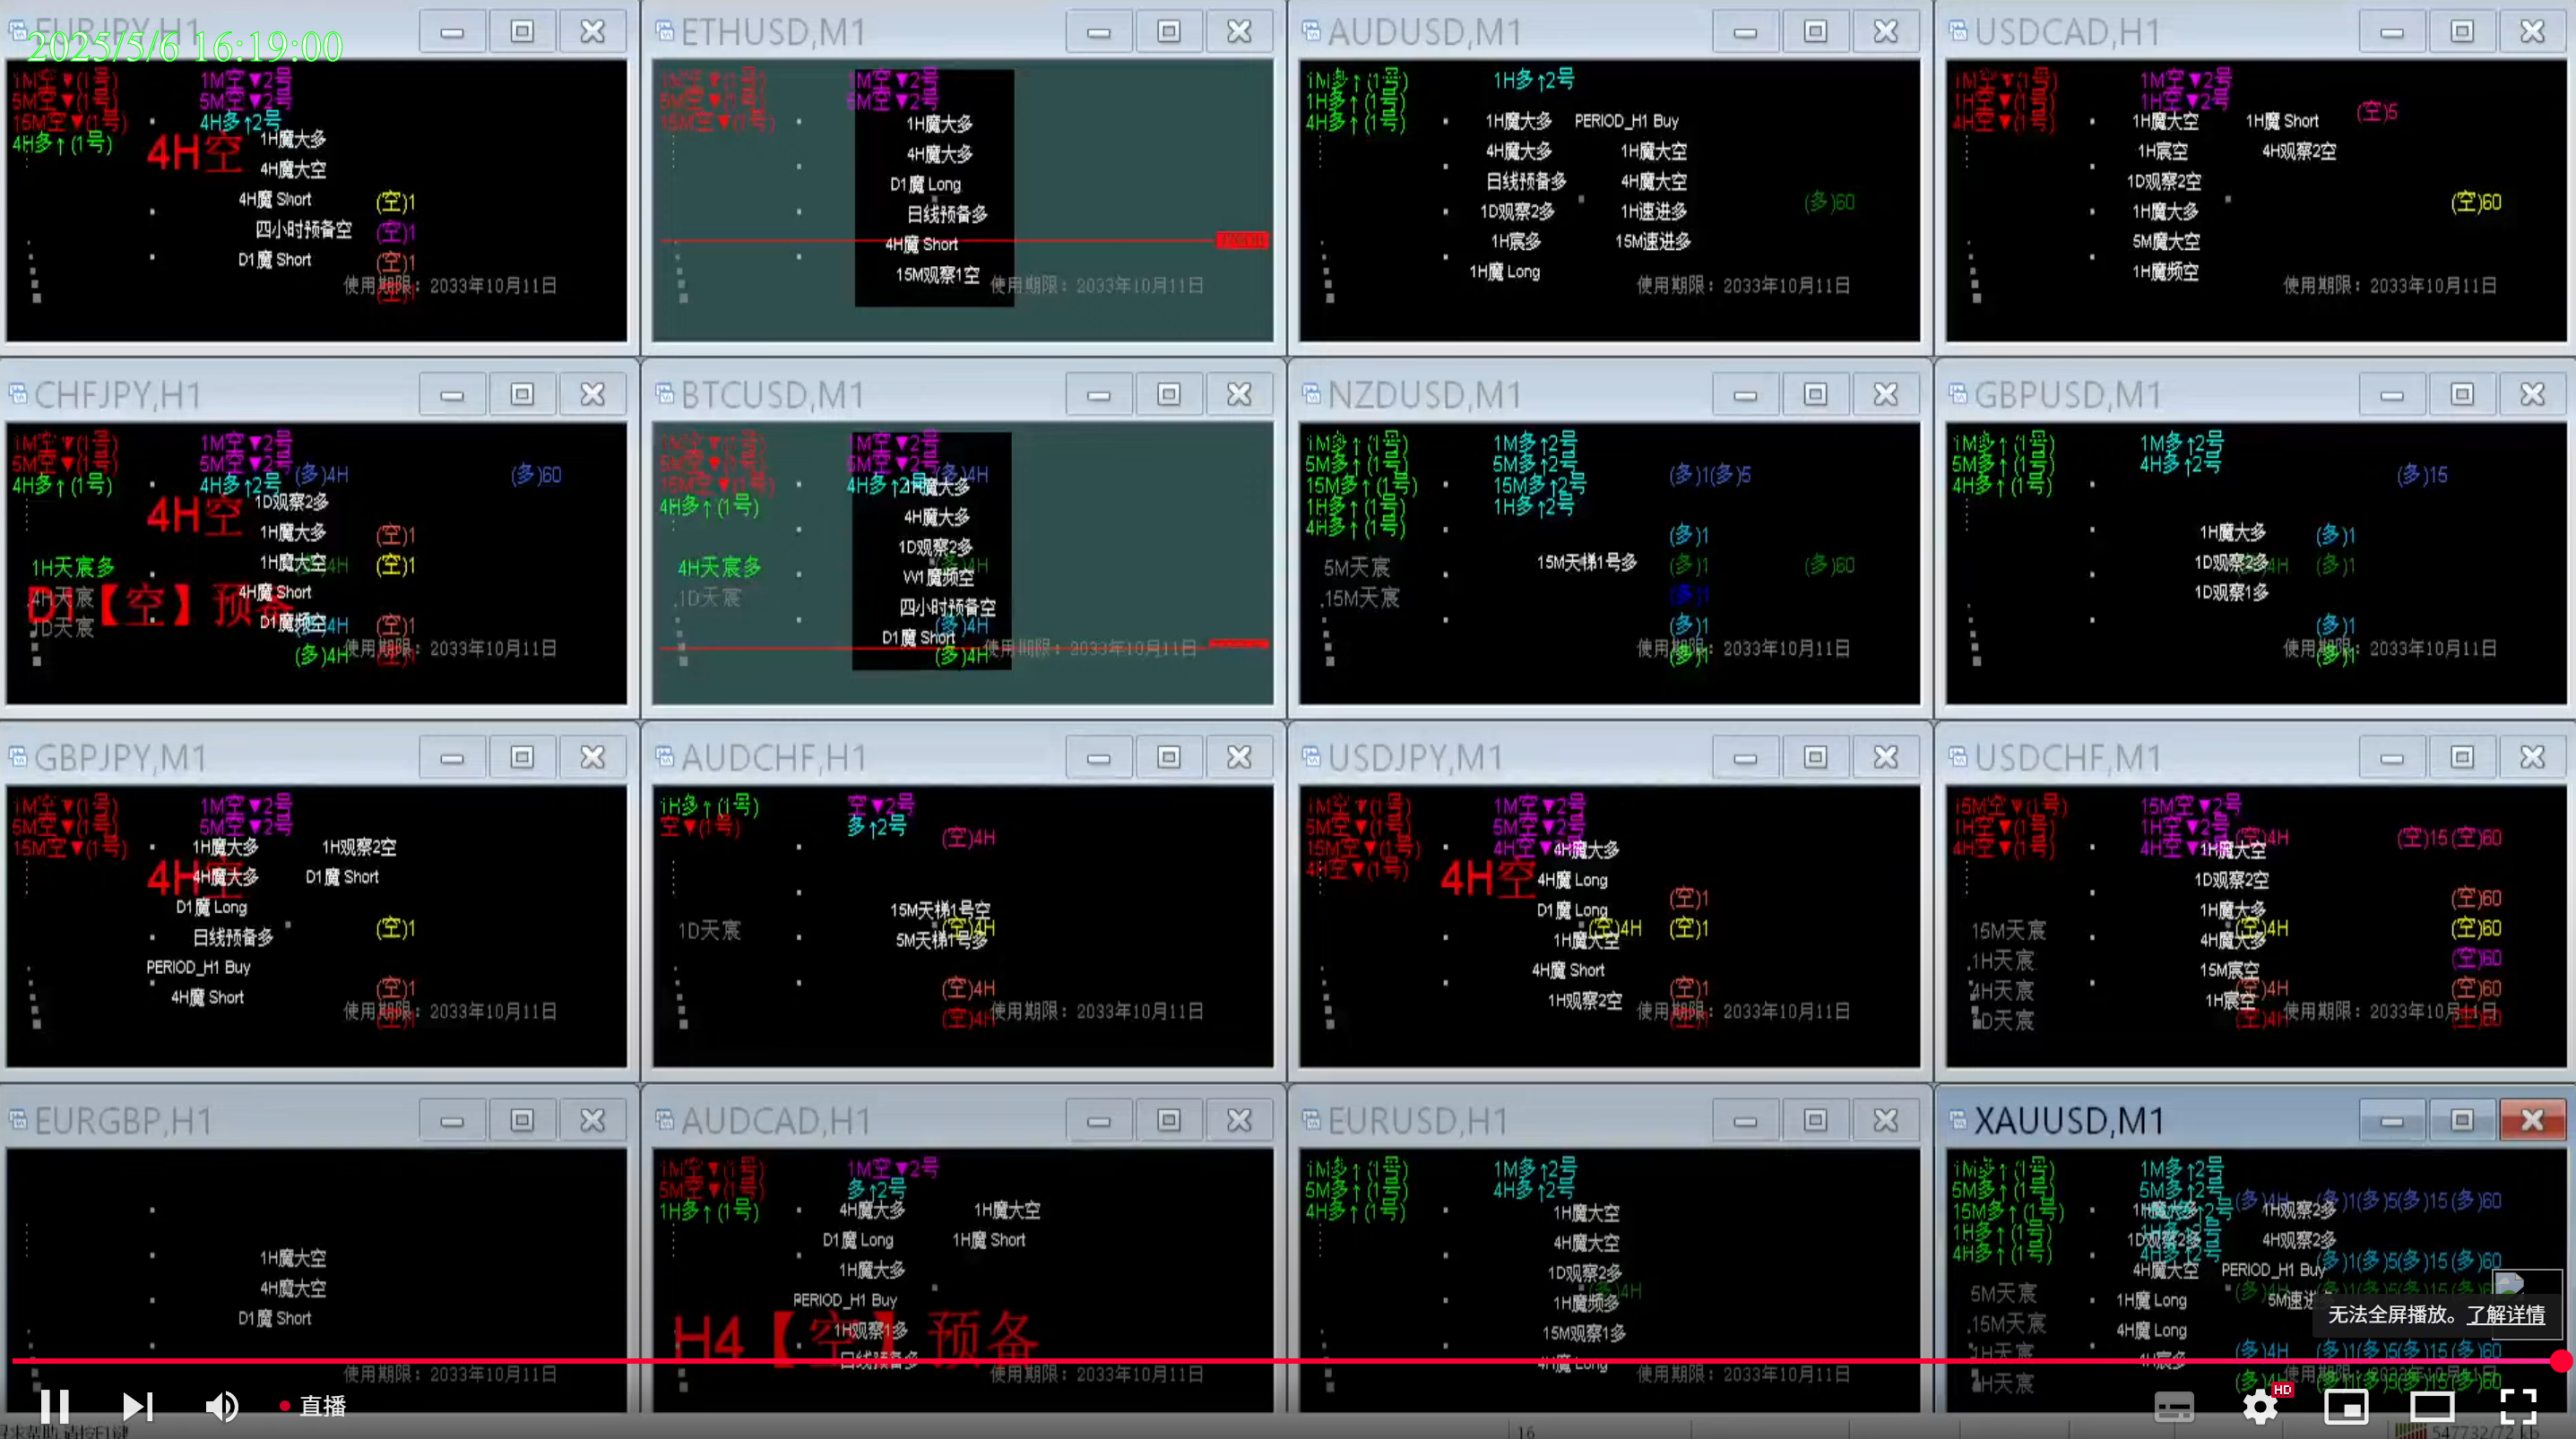 EURJPY,H1
2025/5/6 16:19:00
1M空▼(1号)
5M空▼(1号)
15M空▼(1号)
4H多↑(1号)
1M空▼2号
5M空▼2号
4H多↑2号
4H空
1H魔大多
4H魔大空
4H魔 Short
四小时预备空
D1魔 Short
(空)1
(空)1
(空)1
使用期限：2033年10月11日
ETHUSD,M1
1M空▼(1号)
5M空▼(1号)
15M空▼(1号)
1M空▼2号
5M空▼2号
1H魔大多
4H魔大多
D1魔 Long
日线预备多
4H魔 Short
15M观察1空
使用期限：2033年10月11日
AUDUSD,M1
1M多↑(1号)
1H多↑(1号)
4H多↑(1号)
1H多↑2号
1H魔大多 PERIOD_H1 Buy
4H魔大多 1H魔大空
日线预备多 4H魔大空
1D观察2多 1H速进多
1H宸多 15M速进多
1H魔 Long
(多)60
使用期限：2033年10月11日
USDCAD,H1
1M空▼(1号)
1H空▼(1号)
4H空▼(1号)
1M空▼2号
1H空▼2号
1H魔大空 1H魔 Short
1H宸空 4H观察2空
1D观察2空
1H魔大多
5M魔大空
1H魔频空
(空)5
(空)60
使用期限：2033年10月11日
CHFJPY,H1
1M空▼(1号)
5M空▼(1号)
4H多↑(1号)
1M空▼2号
5M空▼2号
4H多↑2号
(多)4H
(多)60
4H空
1D观察2多
1H魔大多
1H魔大空
4H魔 Short
D1魔频空
(空)1
(空)1
(空)1
1H天宸多
4H天宸
1D天宸
D1【空】预备
(多)4H
使用期限：2033年10月11日
BTCUSD,M1
1M空▼(1号)
5M空▼(1号)
15M空▼(1号)
4H多↑(1号)
1M空▼2号
5M空▼2号
4H多↑2号
(多)4H
1H魔大多
4H魔大多
1D观察2多
W1魔频空
四小时预备空
D1魔 Short
4H天宸多
1D天宸
(多)4H
(多)4H
使用期限：2033年10月11日
NZDUSD,M1
1M多↑(1号)
5M多↑(1号)
15M多↑(1号)
1H多↑(1号)
4H多↑(1号)
1M多↑2号
5M多↑2号
15M多↑2号
1H多↑2号
(多)1(多)5
(多)1
15M天梯1号多
(多)1
(多)60
(多)1
(多)1
(多)1
5M天宸
15M天宸
使用期限：2033年10月11日
GBPUSD,M1
1M多↑(1号)
5M多↑(1号)
4H多↑(1号)
1M多↑2号
4H多↑2号
(多)15
1H魔大多
1D观察2多
1D观察1多
(多)1
(多)1
(多)1
(多)1
使用期限：2033年10月11日
GBPJPY,M1
1M空▼(1号)
5M空▼(1号)
15M空▼(1号)
1M空▼2号
5M空▼2号
4H空
1H魔大多 1H观察2空
4H魔大多 D1魔 Short
D1魔 Long
日线预备多
PERIOD_H1 Buy
4H魔 Short
(空)1
(空)1
使用期限：2033年10月11日
AUDCHF,H1
1H多↑(1号)
空▼(1号)
空▼2号
多↑2号
(空)4H
15M天梯1号空
5M天梯1号多
(空)4H
1D天宸
(空)4H
(空)4H
使用期限：2033年10月11日
USDJPY,M1
1M空▼(1号)
5M空▼(1号)
15M空▼(1号)
4H空▼(1号)
1M空▼2号
5M空▼2号
4H空
4H魔大多
4H魔 Long
D1魔 Long
1H魔大空
4H魔 Short
1H观察2空
(空)1
(空)4H
(空)1
(空)1
使用期限：2033年10月11日
USDCHF,M1
15M空▼(1号)
1H空▼(1号)
4H空▼(1号)
15M空▼2号
1H空▼2号
(空)4H
(空)15(空)60
1H魔大空
1D观察2空
1H魔大多
4H魔大多
15M宸空
1H宸空
(空)60
(空)4H
(空)60
(空)60
(空)4H
(空)60
(空)4H
(空)60
15M天宸
1H天宸
4H天宸
1D天宸
使用期限：2033年10月11日
EURGBP,H1
1H魔大空
4H魔大空
D1魔 Short
使用期限：2033年10月11日
AUDCAD,H1
1M空▼(1号)
5M空▼(1号)
1H多↑(1号)
1M空▼2号
多↑2号
4H魔大多 1H魔大空
D1魔 Long 1H魔 Short
1H魔大多
PERIOD_H1 Buy
1H观察1多
日线预备多
H4【空】预备
使用期限：2033年10月11日
EURUSD,H1
1M多↑(1号)
5M多↑(1号)
4H多↑(1号)
1M多↑2号
4H多↑2号
1H魔大空
4H魔大空
1D观察2多
1H魔频多
15M观察1多
4H魔 Long
使用期限：2033年10月11日
XAUUSD,M1
1M多↑(1号)
5M多↑(1号)
15M多↑(1号)
1H多↑(1号)
4H多↑(1号)
1M多↑2号
5M多↑2号
(多)4H
(多)1(多)5(多)15(多)60
1H魔大多 1H观察2多
1D观察2多 4H观察2多
4H魔大空 PERIOD_H1 Buy
(多)1(多)5(多)15(多)60
1H魔 Long
4H魔 Long
5M天宸
15M天宸
1H天宸
4H天宸
(多)4H
(多)1(多)5(多)15(多)60
无法全屏播放。了解详情
直播
HD
16
547732/72 kb